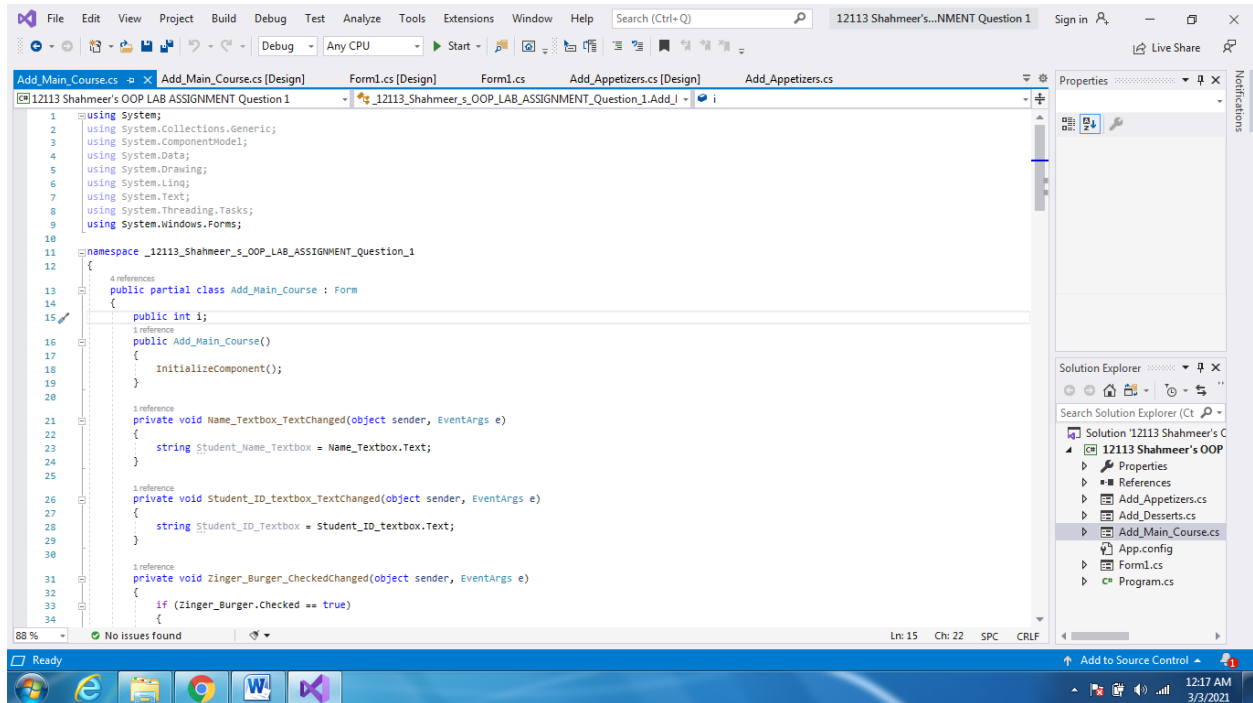 File Edit View Project Build Debug Test Analyze Tools Extensions Window Help Search (Ctrl+Q) 12113 Shahmeer's...NMENT Question 1 Sign in
Debug Any CPU Start Live Share
Add_Main_Course.cs Add_Main_Course.cs [Design] Form1.cs [Design] Form1.cs Add_Appetizers.cs [Design] Add_Appetizers.cs
12113 Shahmeer's OOP LAB ASSIGNMENT Question 1 _12113_Shahmeer_s_OOP_LAB_ASSIGNMENT_Question_1.Add_I i
1 using System;
2 using System.Collections.Generic;
3 using System.ComponentModel;
4 using System.Data;
5 using System.Drawing;
6 using System.Linq;
7 using System.Text;
8 using System.Threading.Tasks;
9 using System.Windows.Forms;
10
11 namespace _12113_Shahmeer_s_OOP_LAB_ASSIGNMENT_Question_1
12 {
4 references
13 public partial class Add_Main_Course : Form
14 {
15 public int i;
1 reference
16 public Add_Main_Course()
17 {
18 InitializeComponent();
19 }
20
1 reference
21 private void Name_Textbox_TextChanged(object sender, EventArgs e)
22 {
23 string Student_Name_Textbox = Name_Textbox.Text;
24 }
25
1 reference
26 private void Student_ID_textbox_TextChanged(object sender, EventArgs e)
27 {
28 string Student_ID_Textbox = Student_ID_textbox.Text;
29 }
30
1 reference
31 private void Zinger_Burger_CheckedChanged(object sender, EventArgs e)
32 {
33 if (Zinger_Burger.Checked == true)
34 {
88 % No issues found Ln: 15 Ch: 22 SPC CRLF
Properties
Notifications
Solution Explorer
Search Solution Explorer (Ct
Solution '12113 Shahmeer's C
12113 Shahmeer's OOP
Properties
References
Add_Appetizers.cs
Add_Desserts.cs
Add_Main_Course.cs
App.config
Form1.cs
C# Program.cs
Ready Add to Source Control 1
12:17 AM
3/3/2021